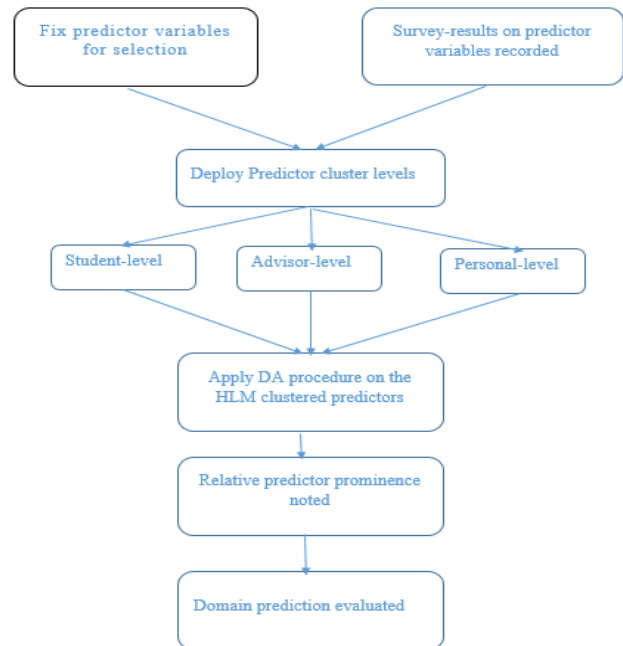 Fix predictor variables
for selection
Survey-results on predictor
variables recorded
Deploy Predictor cluster levels
Student-level
Advisor-level
Personal-level
Apply DA procedure on the
HLM clustered predictors
Relative predictor prominence
noted
Domain prediction evaluated